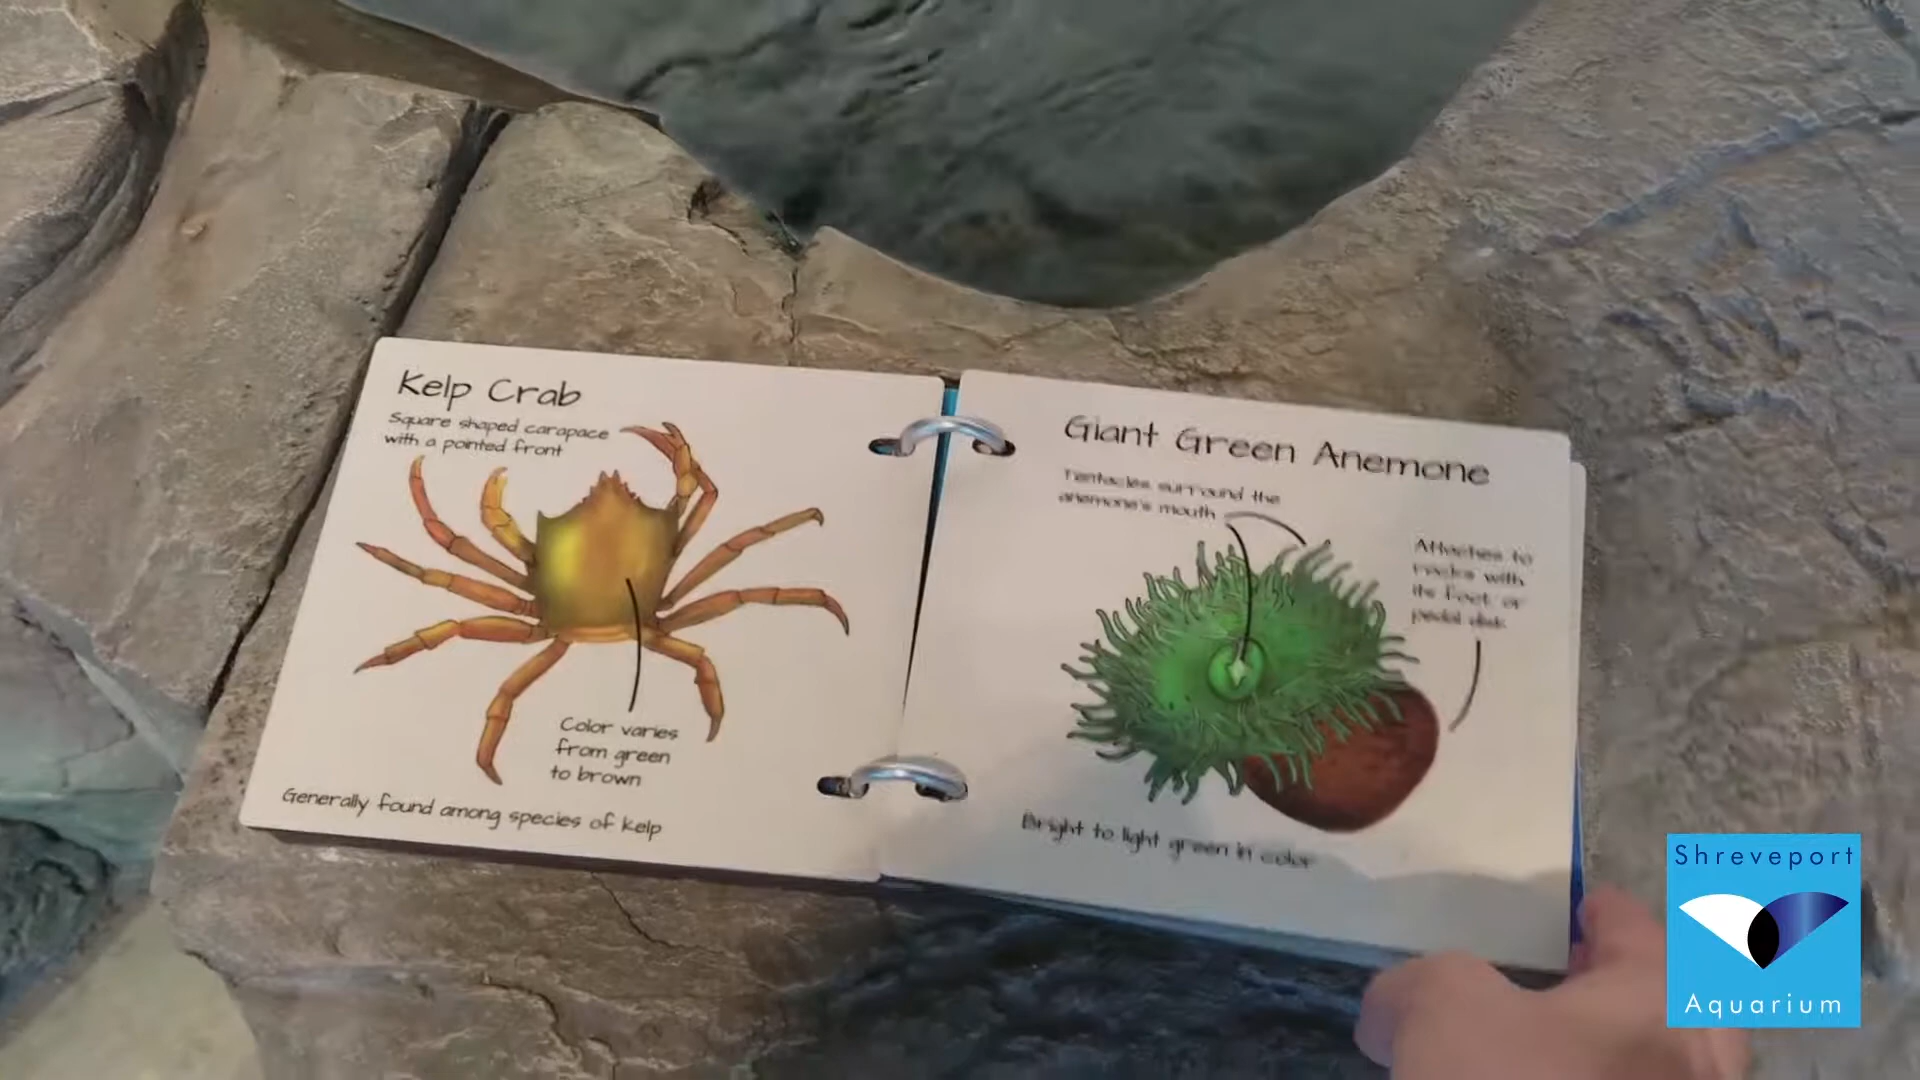 Kelp Crab
Square shaped carapace
with a pointed front
Color varies
from green
to brown
Generally found among species of kelp
Giant Green Anemone
Tentacles surround the
anemone's mouth
Attaches to
rocks with
its foot or
pedal disk
Bright to light green in color
Shreveport
Aquarium